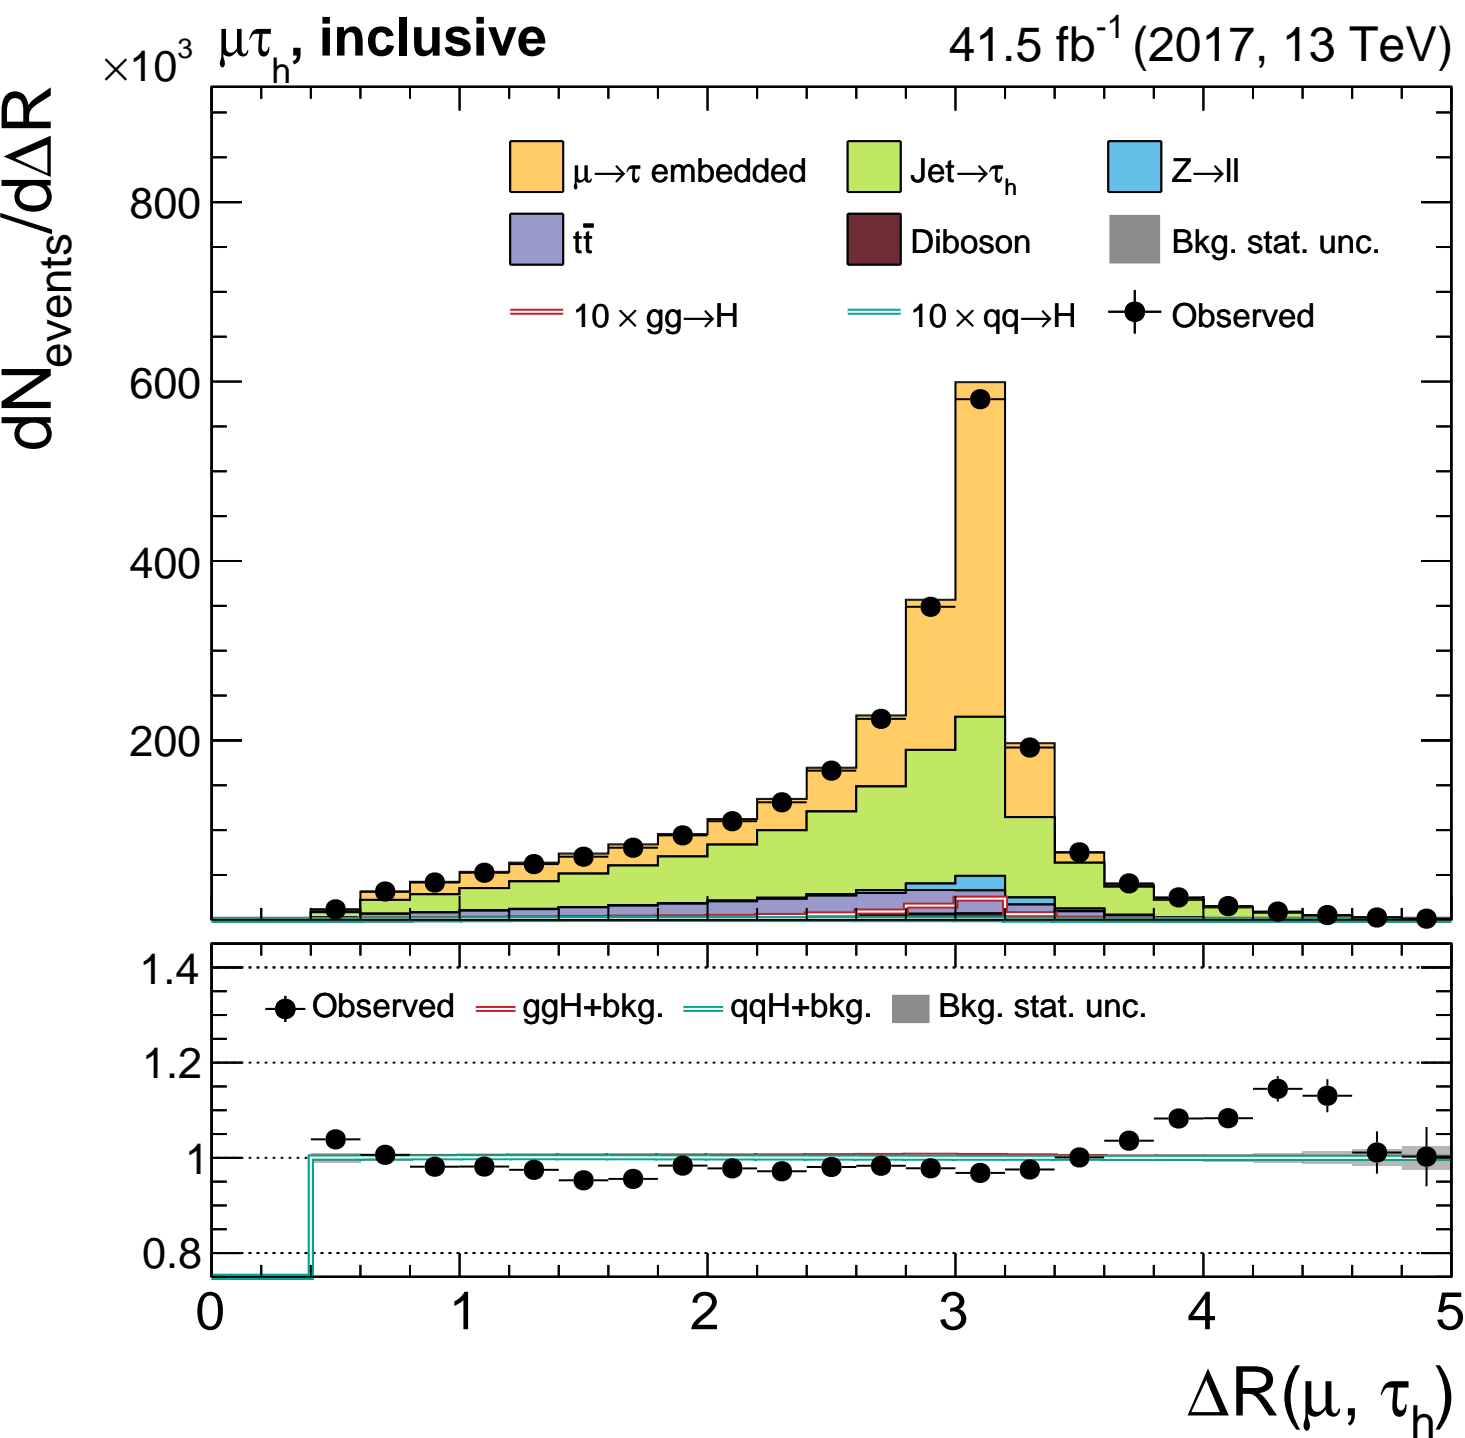 ×10³ μτh, inclusive 41.5 fb⁻¹ (2017, 13 TeV)
dNevents/dΔR
μ→τ embedded Jet→τh Z→ll
tt̄ Diboson Bkg. stat. unc.
10 × gg→H 10 × qq→H Observed
800
600
400
200
1.4
Observed ggH+bkg. qqH+bkg. Bkg. stat. unc.
1.2
1
0.8
0 1 2 3 4 5
ΔR(μ, τh)